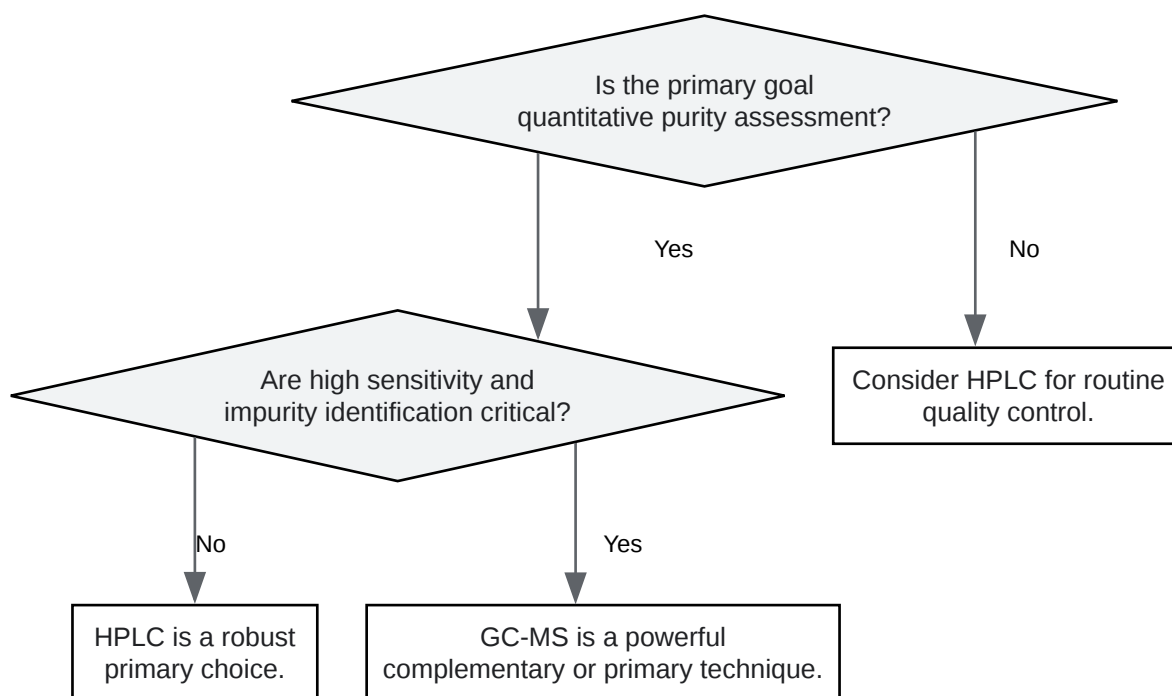 Is the primary goal
quantitative purity assessment?
Yes
No
Are high sensitivity and
impurity identification critical?
Consider HPLC for routine
quality control.
No
Yes
HPLC is a robust
primary choice.
GC-MS is a powerful
complementary or primary technique.